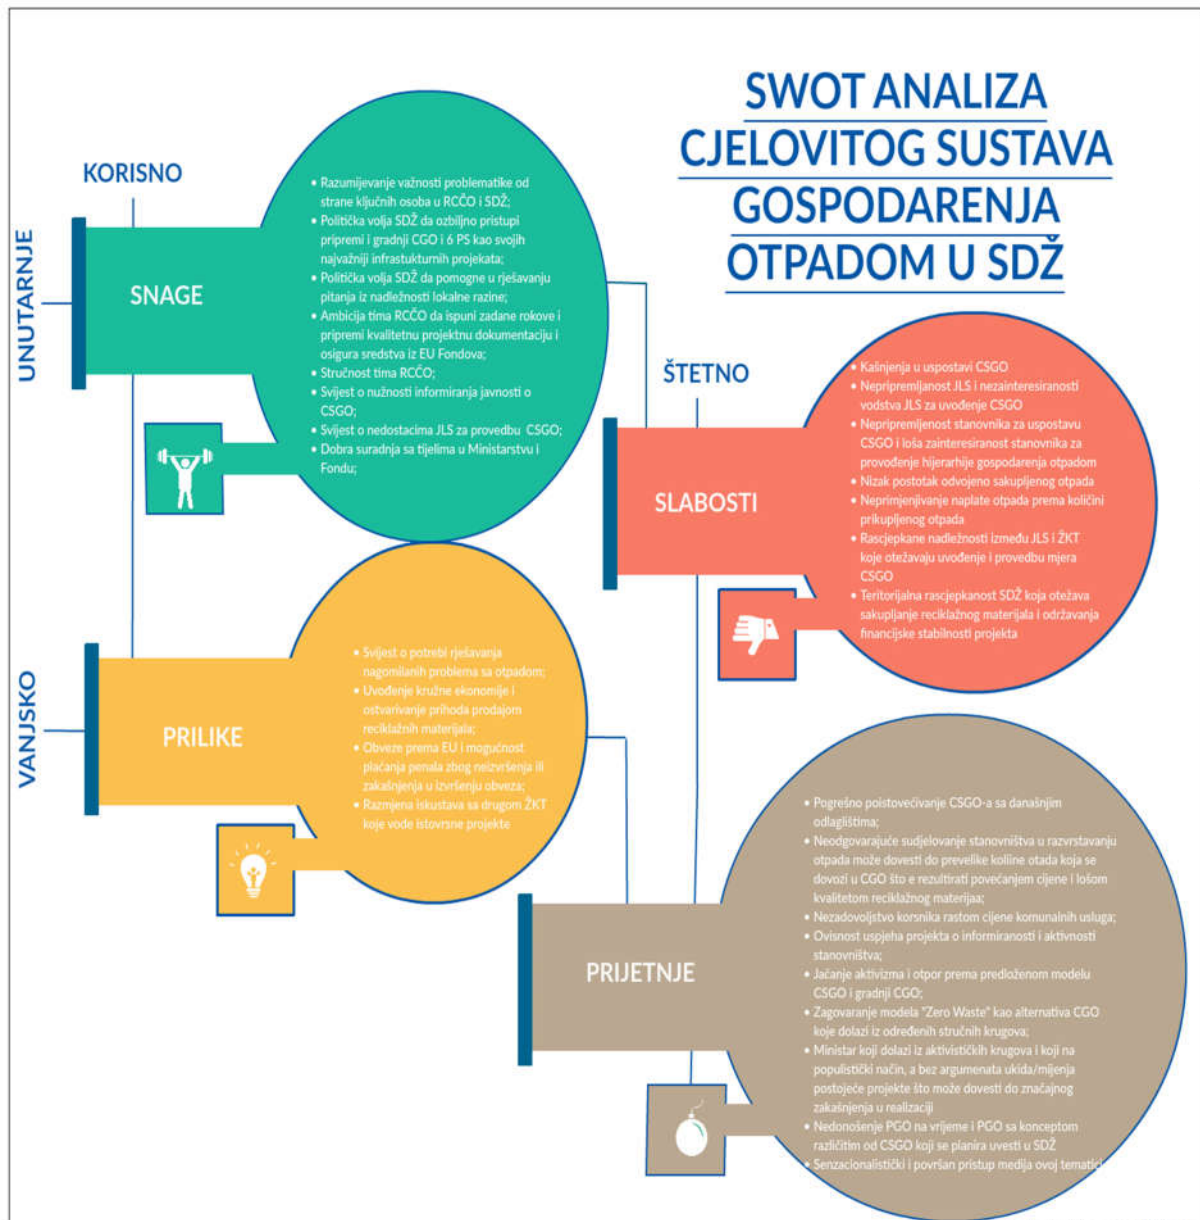 SWOT ANALIZA
CJELOVITOG SUSTAVA
GOSPODARENJA
OTPADOM U SDŽ
KORISNO
UNUTARNJE
SNAGE
• Razumijevanje važnosti problematike od
strane ključnih osoba u RCČO i SDŽ;
• Politička volja SDŽ da ozbiljno pristupi
pripremi i gradnji CGO i 6 PS kao svojih
najvažniji infrastukturnih projekata;
• Politička volja SDŽ da pomogne u rješavanju
pitanja iz nadležnosti lokalne razine;
• Ambicija tima RCČO da ispuni zadane rokove i
pripremi kvalitetnu projektnu dokumentaciju i
osigura sredstva iz EU Fondova;
• Stručnost tima RCČO;
• Svijest o nužnosti informiranja javnosti o
CSGO;
• Svijest o nedostacima JLS za provedbu CSGO;
• Dobra suradnja sa tijelima u Ministarstvu i
Fondu;
ŠTETNO
SLABOSTI
• Kašnjenja u uspostavi CSGO
• Nepripremljanost JLS i nezainteresiranosti
vodstva JLS za uvođenje CSGO
• Nepripremljenost stanovnika za uspostavu
CSGO i loša zainteresiranost stanovnika za
provođenje hijerarhije gospodarenja otpadom
• Nizak postotak odvojeno sakupljenog otpada
• Neprimjenjivanje naplate otpada prema količini
prikupljenog otpada
• Rascjepkane nadležnosti između JLS i ŽKT
koje otežavaju uvođenje i provedbu mjera
CSGO
• Teritorijalna rascjepkanost SDŽ koja otežava
sakupljanje reciklažnog materijala i održavanja
financijske stabilnosti projekta
VANJSKO
PRILIKE
• Svijest o potrebi rješavanja
nagomilanih problema sa otpadom;
• Uvođenje kružne ekonomije i
ostvarivanje prihoda prodajom
reciklažnih materijala;
• Obveze prema EU i mogućnost
plaćanja penala zbog neizvršenja ili
zakašnjenja u izvršenju obveza;
• Razmjena iskustava sa drugom ŽKT
koje vode istovrsne projekte
PRIJETNJE
• Pogrešno poistovećivanje CSGO-a sa današnjim
odlaglištima;
• Neodgovarajuće sudjelovanje stanovništva u razvrstavanju
otpada može dovesti do prevelike koliine otada koja se
dovozi u CGO što e rezultirati povećanjem cijene i lošom
kvalitetom reciklažnog materijaa;
• Nezadovoljstvo korsnika rastom cijene komunalnih usluga;
• Ovisnost uspjeha projekta o informiranosti i aktivnosti
stanovništva;
• Jačanje aktivizma i otpor prema predloženom modelu
CSGO i gradnji CGO;
• Zagovaranje modela "Zero Waste" kao alternativa CGO
koje dolazi iz određenih stručnih krugova;
• Ministar koji dolazi iz aktivističkih krugova i koji na
populistički način, a bez argumenata ukida/mijenja
postojeće projekte što može dovesti do značajnog
zakašnjenja u realizaciji
• Nedonošenje PGO na vrijeme i PGO sa konceptom
različitim od CSGO koji se planira uvesti u SDŽ
• Senzacionalistički i površan pristup medija ovoj tematici